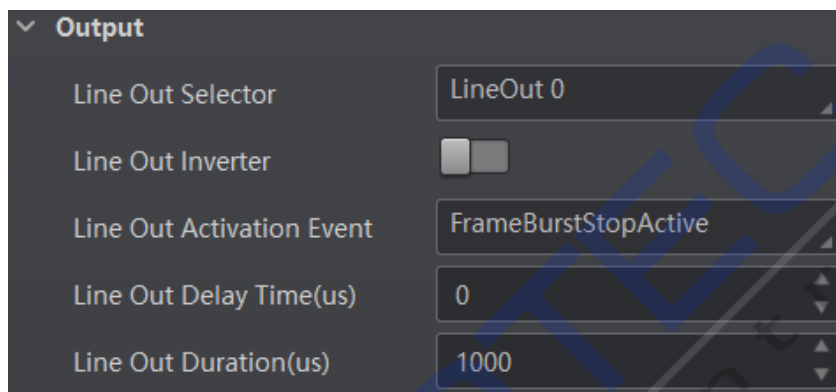 Output
Line Out Selector LineOut 0
Line Out Inverter
Line Out Activation Event FrameBurstStopActive
Line Out Delay Time(us) 0
Line Out Duration(us) 1000